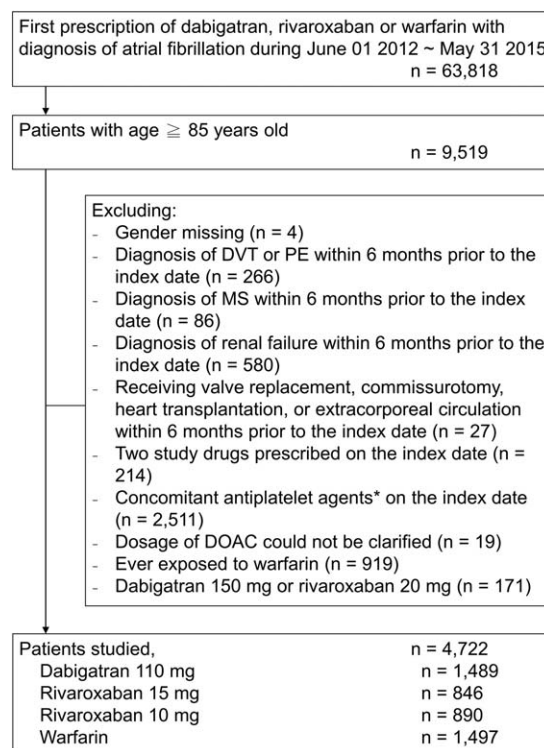 First prescription of dabigatran, rivaroxaban or warfarin with
diagnosis of atrial fibrillation during June 01 2012 ~ May 31 2015
n = 63,818
Patients with age ≧ 85 years old
n = 9,519
Excluding:
- Gender missing (n = 4)
- Diagnosis of DVT or PE within 6 months prior to the
index date (n = 266)
- Diagnosis of MS within 6 months prior to the index
date (n = 86)
- Diagnosis of renal failure within 6 months prior to the
index date (n = 580)
- Receiving valve replacement, commissurotomy,
heart transplantation, or extracorporeal circulation
within 6 months prior to the index date (n = 27)
- Two study drugs prescribed on the index date (n =
214)
- Concomitant antiplatelet agents* on the index date
(n = 2,511)
- Dosage of DOAC could not be clarified (n = 19)
- Ever exposed to warfarin (n = 919)
- Dabigatran 150 mg or rivaroxaban 20 mg (n = 171)
Patients studied, n = 4,722
Dabigatran 110 mg n = 1,489
Rivaroxaban 15 mg n = 846
Rivaroxaban 10 mg n = 890
Warfarin n = 1,497